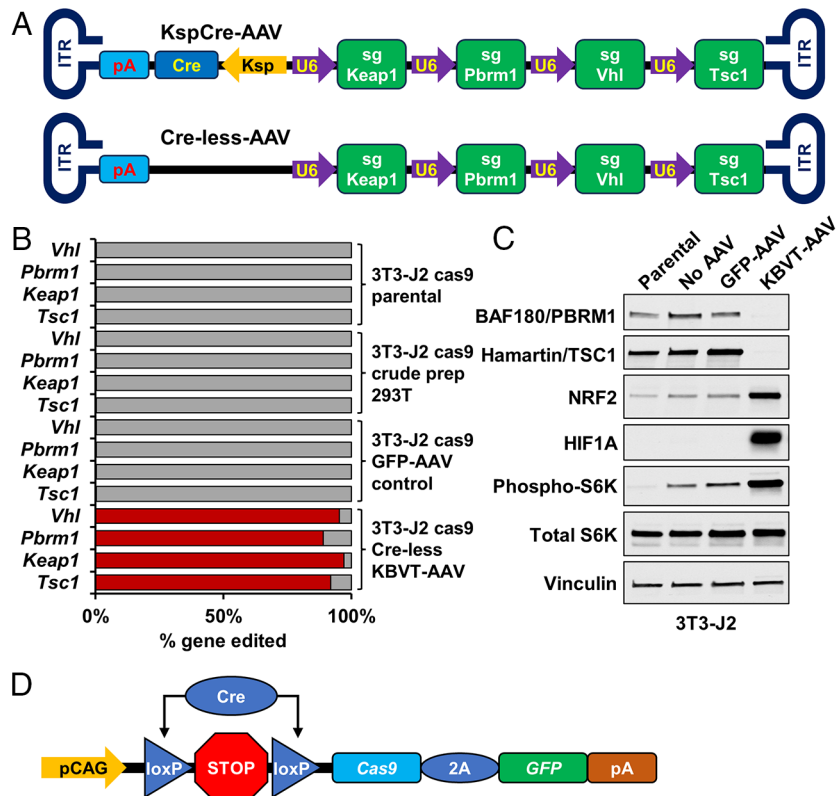 A
KspCre-AAV
ITR
pA
Cre
Ksp
U6
sg
Keap1
U6
sg
Pbrm1
U6
sg
Vhl
U6
sg
Tsc1
ITR
Cre-less-AAV
ITR
pA
U6
sg
Keap1
U6
sg
Pbrm1
U6
sg
Vhl
U6
sg
Tsc1
ITR
B
Vhl
Pbrm1
Keap1
Tsc1
3T3-J2 cas9
parental
Vhl
Pbrm1
Keap1
Tsc1
3T3-J2 cas9
crude prep
293T
Vhl
Pbrm1
Keap1
Tsc1
3T3-J2 cas9
GFP-AAV
control
Vhl
Pbrm1
Keap1
Tsc1
3T3-J2 cas9
Cre-less
KBVT-AAV
0%
50%
100%
% gene edited
C
Parental
No AAV
GFP-AAV
KBVT-AAV
BAF180/PBRM1
Hamartin/TSC1
NRF2
HIF1A
Phospho-S6K
Total S6K
Vinculin
3T3-J2
D
Cre
pCAG
loxP
STOP
loxP
Cas9
2A
GFP
pA